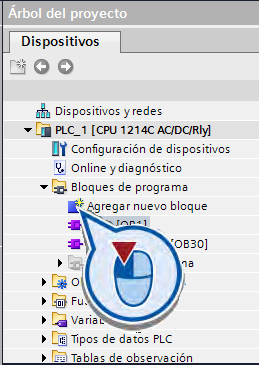 Árbol del proyecto
Dispositivos
Dispositivos y redes
PLC_1 [CPU 1214C AC/DC/Rly]
Configuración de dispositivos
Online y diagnóstico
Bloques de programa
Agregar nuevo bloque
[OB1]
[OB30]
Tipos de datos PLC
Tablas de observación